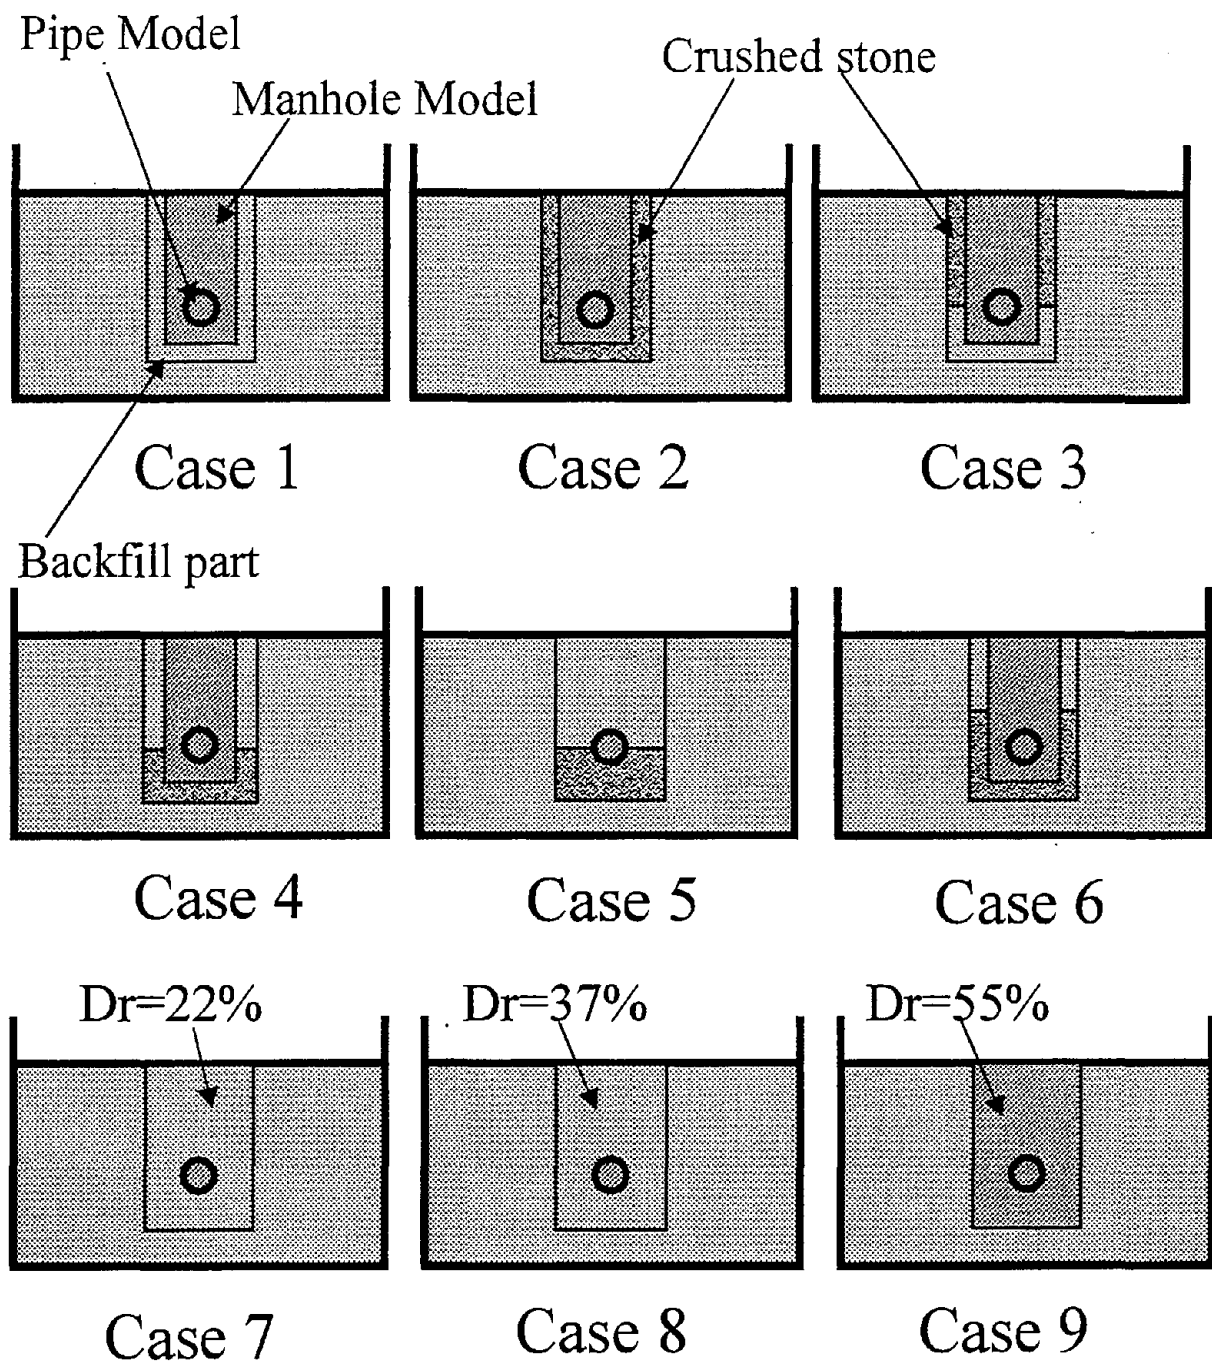 Pipe Model
Manhole Model
Crushed stone
Case 1
Case 2
Case 3
Backfill part
Case 4
Case 5
Case 6
Dr=22%
Dr=37%
Dr=55%
Case 7
Case 8
Case 9